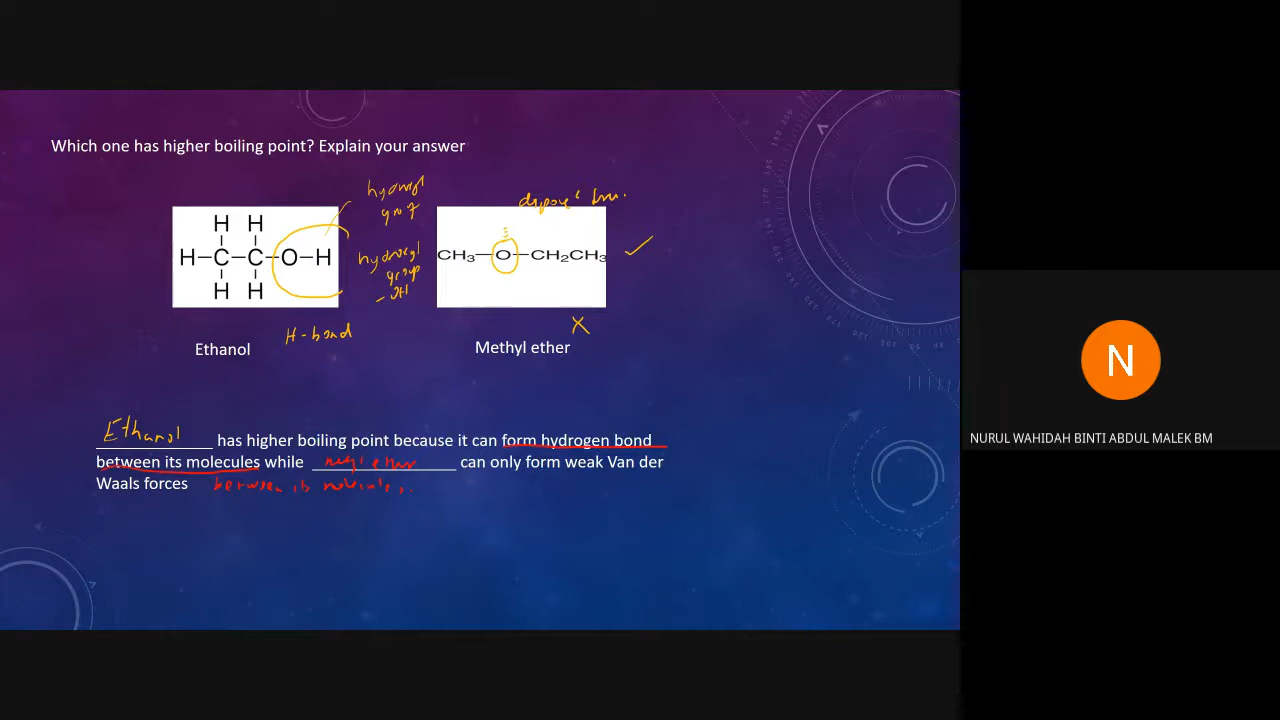 Which one has higher boiling point? Explain your answer
hydroxyl
H H
H–C–C–O–H
H H
hydroxyl
group
–OH
H-bond
Ethanol
CH₃—O—CH₂CH₃
Methyl ether
Ethanol has higher boiling point because it can form hydrogen bond
between its molecules while ether can only form weak Van der
Waals forces between its molecules
N
NURUL WAHIDAH BINTI ABDUL MALEK BM